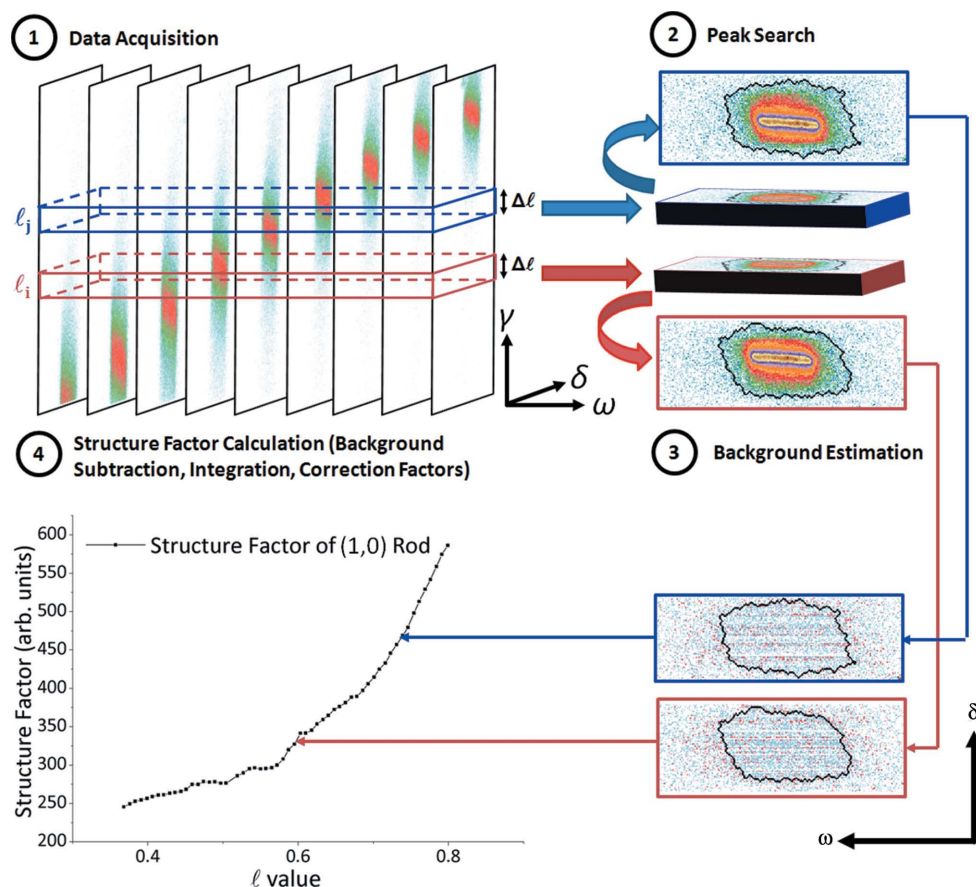 1 Data Acquisition
ℓj
ℓi
Δℓ
Δℓ
γ
δ
ω
2 Peak Search
4 Structure Factor Calculation (Background
Subtraction, Integration, Correction Factors)
3 Background Estimation
Structure Factor of (1,0) Rod
Structure Factor (arb. units)
600
550
500
450
400
350
300
250
200
0.4
0.6
0.8
ℓ value
δ
ω